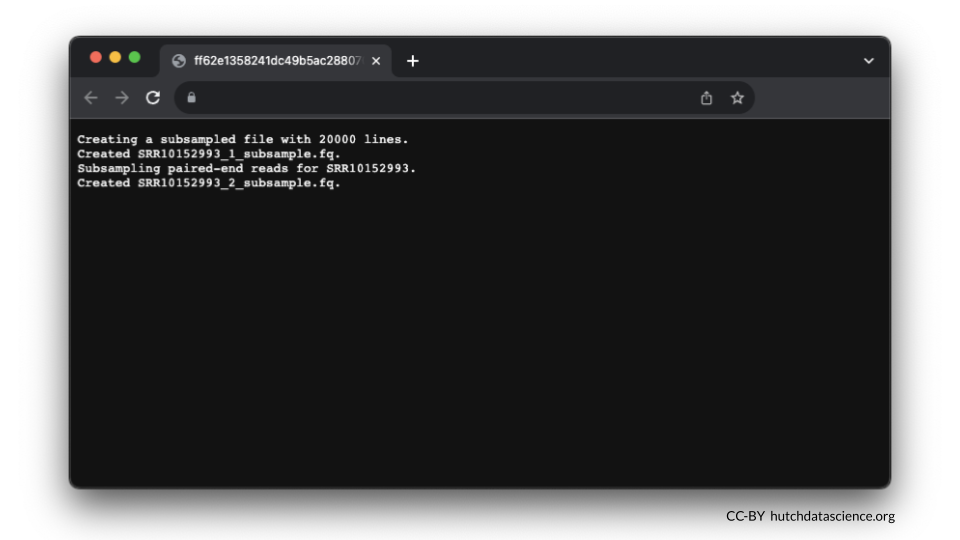 ff62e1358241dc49b5ac28807
Creating a subsampled file with 20000 lines.
Created SRR10152993_1_subsample.fq.
Subsampling paired-end reads for SRR10152993.
Created SRR10152993_2_subsample.fq.
CC-BY hutchdatascience.org